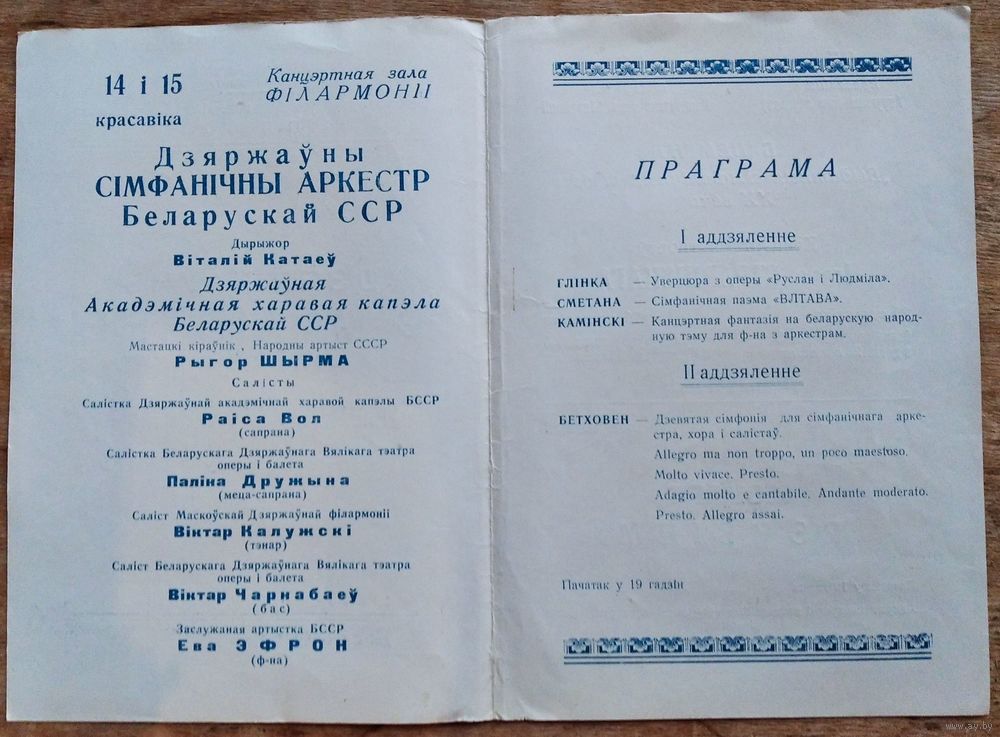 14 і 15
красавіка
Канцэртная зала
ФІЛАРМОНІІ
Дзяржаўны
СІМФАНІЧНЫ АРКЕСТР
Беларускай ССР
Дырыжор
Віталій Катаеў
Дзяржаўная
Акадэмічная харавая капэла
Беларускай ССР
Мастацкі кіраўнік , Народны артыст СССР
Рыгор ШЫРМА
Салісты
Салістка Дзяржаўнай акадэмічнай харавой капэлы БССР
Раіса Вол
(сапрана)
Салістка Беларускага Дзяржаўнага Вялікага тэатра
оперы і балета
Паліна Дружына
(меца-сапрана)
Саліст Маскоўскай Дзяржаўнай філармоніі
Віктар Калужскі
(тэнар)
Саліст Беларускага Дзяржаўнага Вялікага тэатра
оперы і балета
Віктар Чарнабаеў
(бас)
Заслужаная артыстка БССР
Ева ЭФРОН
(ф-на)
ПРАГРАМА
I аддзяленне
ГЛІНКА — Уверцюра з оперы «Руслан і Людміла».
СМЕТАНА — Сімфанічная паэма «ВЛТАВА».
КАМІНСКІ — Канцэртная фантазія на беларускую народ-
ную тэму для ф-на з аркестрам.
II аддзяленне
БЕТХОВЕН — Дзевятая сімфонія для сімфанічнага арке-
стра, хора і салістаў.
Allegro ma non troppo, un poco maestoso.
Molto vivace. Presto.
Adagio molto e cantabile. Andante moderato.
Presto. Allegro assai.
Пачатак у 19 гадзін
www.ay.by